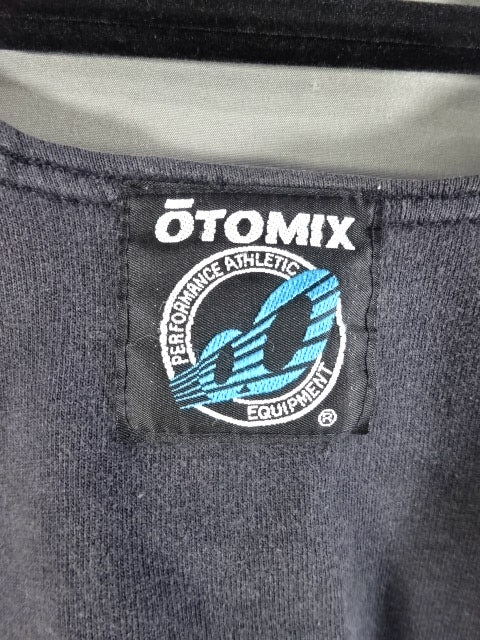 ŌTOMIX
PERFORMANCE ATHLETIC
EQUIPMENT
®